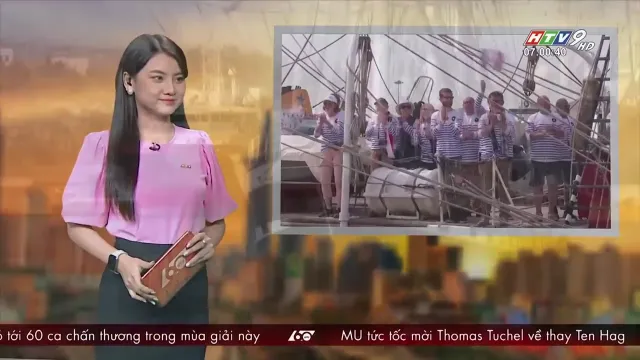 HTV9 HD
07:00:40
ó tới 60 ca chấn thương trong mùa giải này 60 MU tức tốc mời Thomas Tuchel về thay Ten Hag